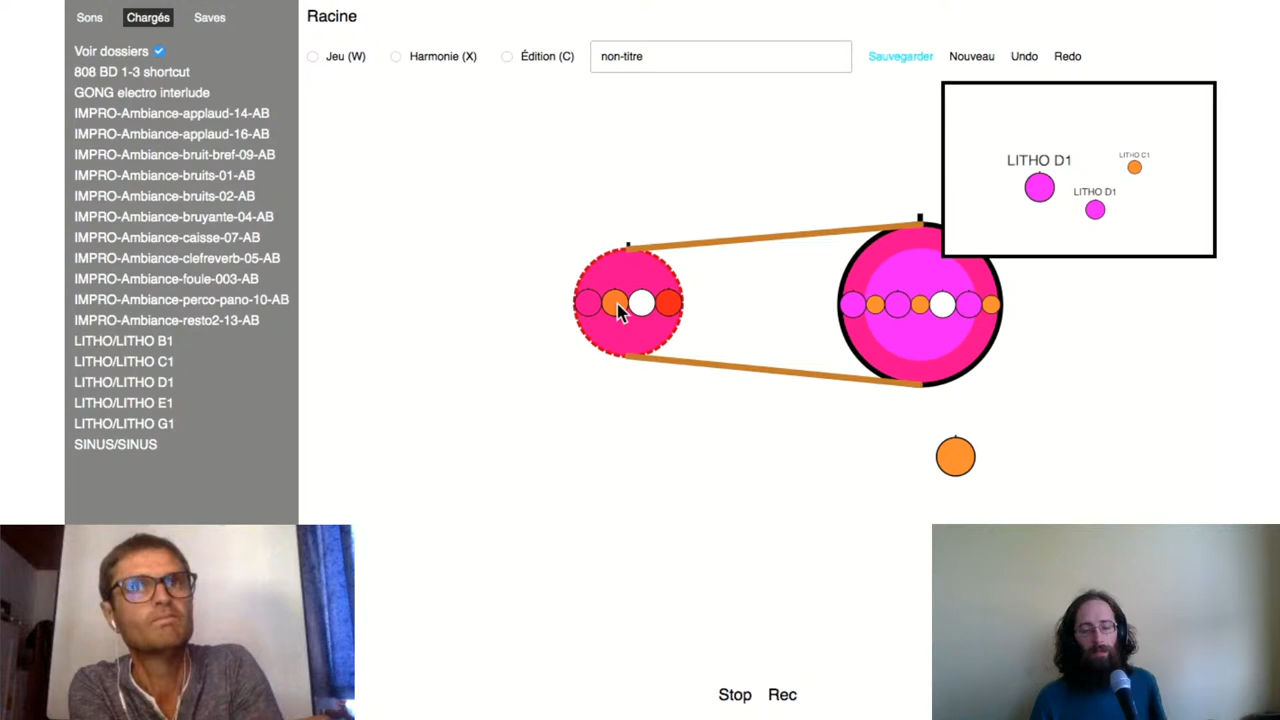 Sons Chargés Saves
Voir dossiers
808 BD 1-3 shortcut
GONG electro interlude
IMPRO-Ambiance-applaud-14-AB
IMPRO-Ambiance-applaud-16-AB
IMPRO-Ambiance-bruit-bref-09-AB
IMPRO-Ambiance-bruits-01-AB
IMPRO-Ambiance-bruits-02-AB
IMPRO-Ambiance-bruyante-04-AB
IMPRO-Ambiance-caisse-07-AB
IMPRO-Ambiance-clefreverb-05-AB
IMPRO-Ambiance-foule-003-AB
IMPRO-Ambiance-perco-pano-10-AB
IMPRO-Ambiance-resto2-13-AB
LITHO/LITHO B1
LITHO/LITHO C1
LITHO/LITHO D1
LITHO/LITHO E1
LITHO/LITHO G1
SINUS/SINUS
Racine
Jeu (W) Harmonie (X) Édition (C) non-titre Sauvegarder Nouveau Undo Redo
LITHO C1
LITHO D1
LITHO D1
Stop Rec